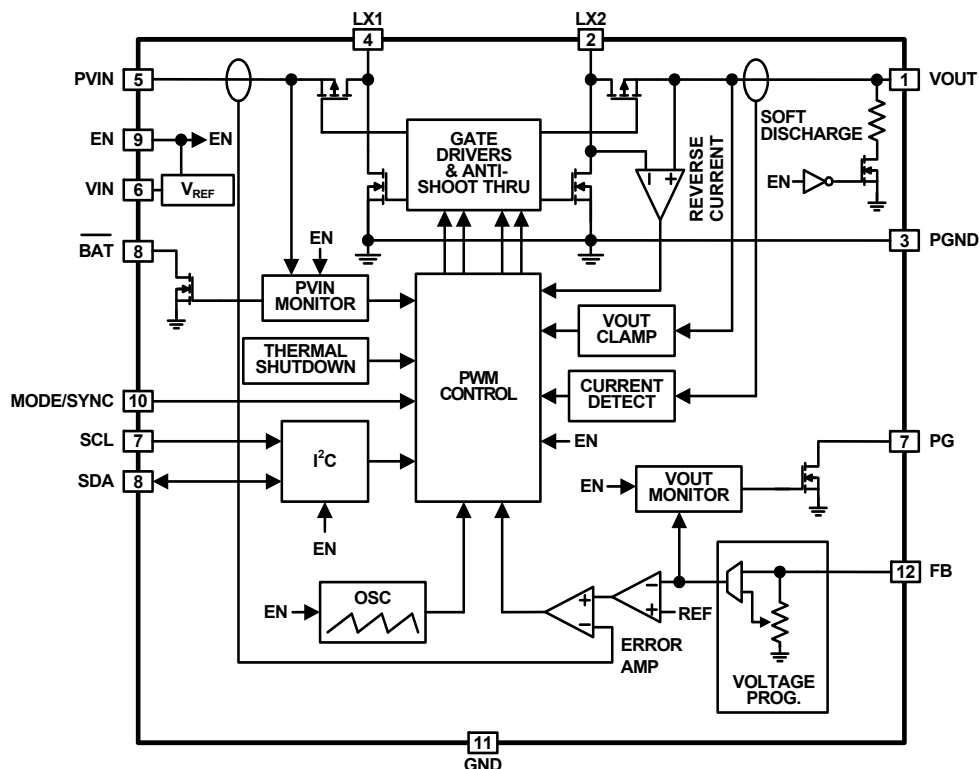 LX1
LX2
4
2
PVIN
5
1
VOUT
SOFT
DISCHARGE
EN
9
EN
GATE
DRIVERS
& ANTI-
SHOOT THRU
REVERSE
CURRENT
EN
VIN
6
VREF
BAT
8
EN
3
PGND
PVIN
MONITOR
VOUT
CLAMP
THERMAL
SHUTDOWN
PWM
CONTROL
CURRENT
DETECT
MODE/SYNC
10
SCL
7
I²C
EN
7
PG
SDA
8
EN
VOUT
MONITOR
EN
12
FB
EN
OSC
REF
ERROR
AMP
VOLTAGE
PROG.
11
GND